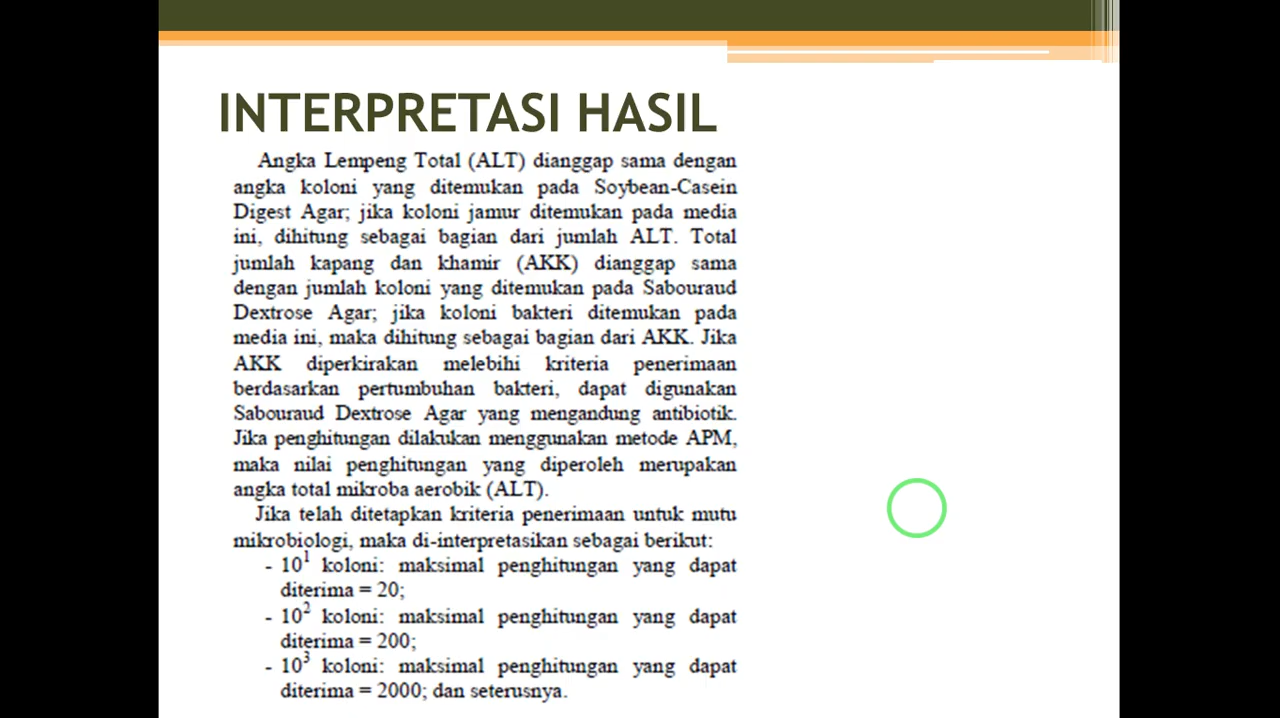 INTERPRETASI HASIL
Angka Lempeng Total (ALT) dianggap sama dengan
angka koloni yang ditemukan pada Soybean-Casein
Digest Agar; jika koloni jamur ditemukan pada media
ini, dihitung sebagai bagian dari jumlah ALT. Total
jumlah kapang dan khamir (AKK) dianggap sama
dengan jumlah koloni yang ditemukan pada Sabouraud
Dextrose Agar; jika koloni bakteri ditemukan pada
media ini, maka dihitung sebagai bagian dari AKK. Jika
AKK diperkirakan melebihi kriteria penerimaan
berdasarkan pertumbuhan bakteri, dapat digunakan
Sabouraud Dextrose Agar yang mengandung antibiotik.
Jika penghitungan dilakukan menggunakan metode APM,
maka nilai penghitungan yang diperoleh merupakan
angka total mikroba aerobik (ALT).
Jika telah ditetapkan kriteria penerimaan untuk mutu
mikrobiologi, maka di-interpretasikan sebagai berikut:
- 10¹ koloni: maksimal penghitungan yang dapat
diterima = 20;
- 10² koloni: maksimal penghitungan yang dapat
diterima = 200;
- 10³ koloni: maksimal penghitungan yang dapat
diterima = 2000; dan seterusnya.